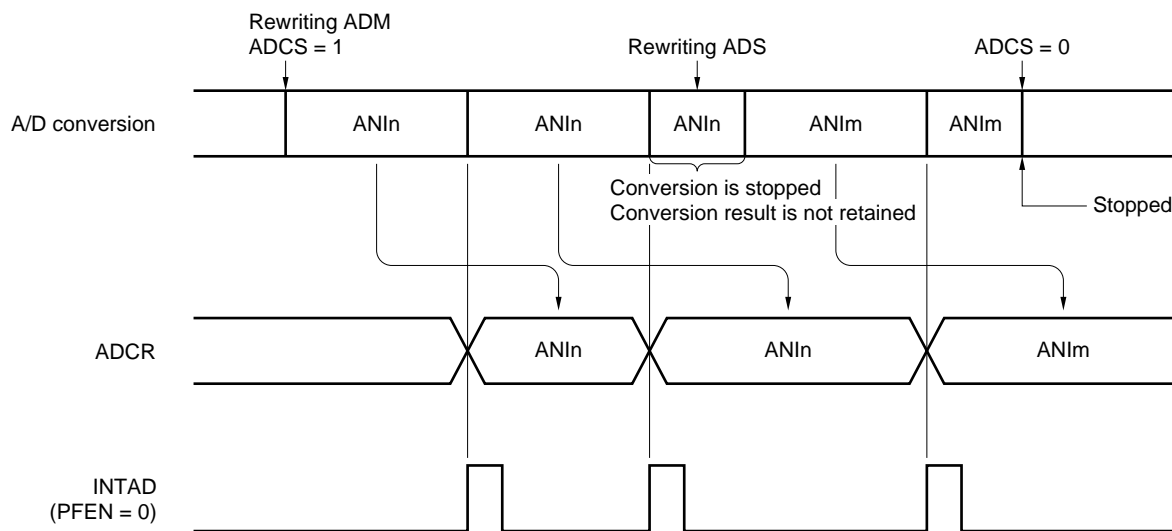 Rewriting ADM
ADCS = 1
Rewriting ADS
ADCS = 0
A/D conversion
ANIn
ANIn
ANIn
ANIm
ANIm
Conversion is stopped
Conversion result is not retained
Stopped
ADCR
ANIn
ANIn
ANIm
INTAD
(PFEN = 0)